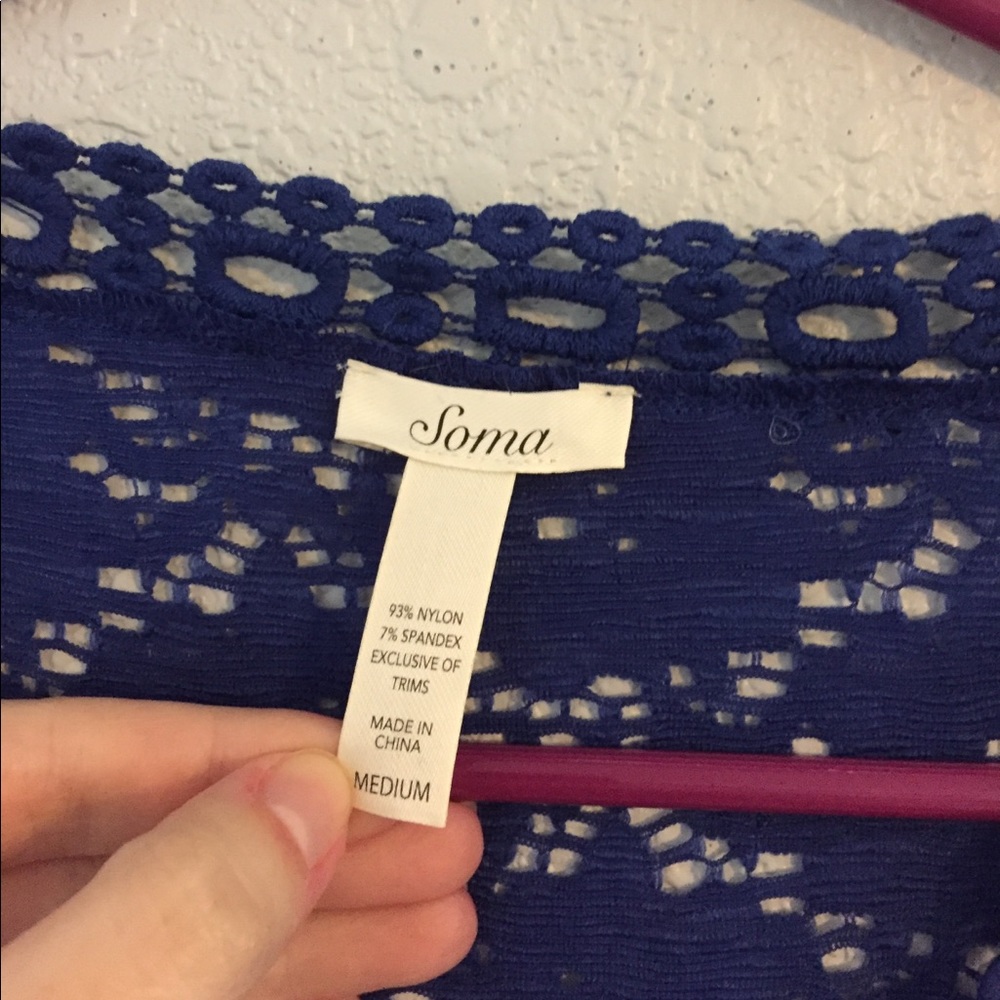 Soma
93% NYLON
7% SPANDEX
EXCLUSIVE OF
TRIMS
MADE IN
CHINA
MEDIUM